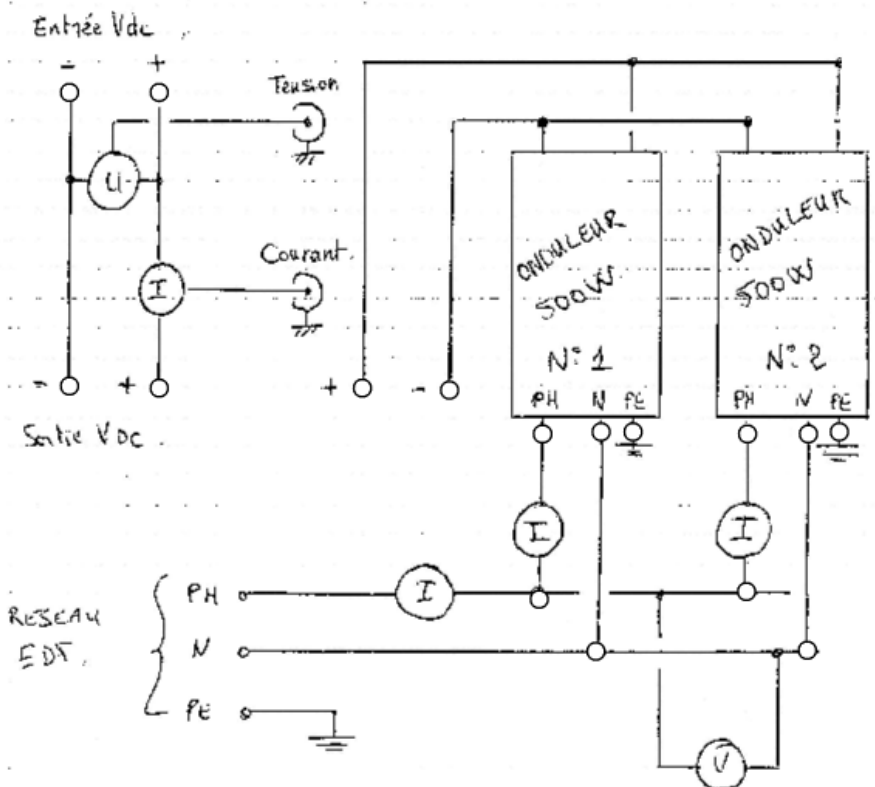 Entrée Vdc
- +
Tension
U
Courant.
I
- +
Sortie VDC.
+ -
ONDULEUR
500W
N°1
PH N PE
ONDULEUR
500W
N°2
PH N PE
I
I
RESEAU
EDF.
PH
I
N
PE
V